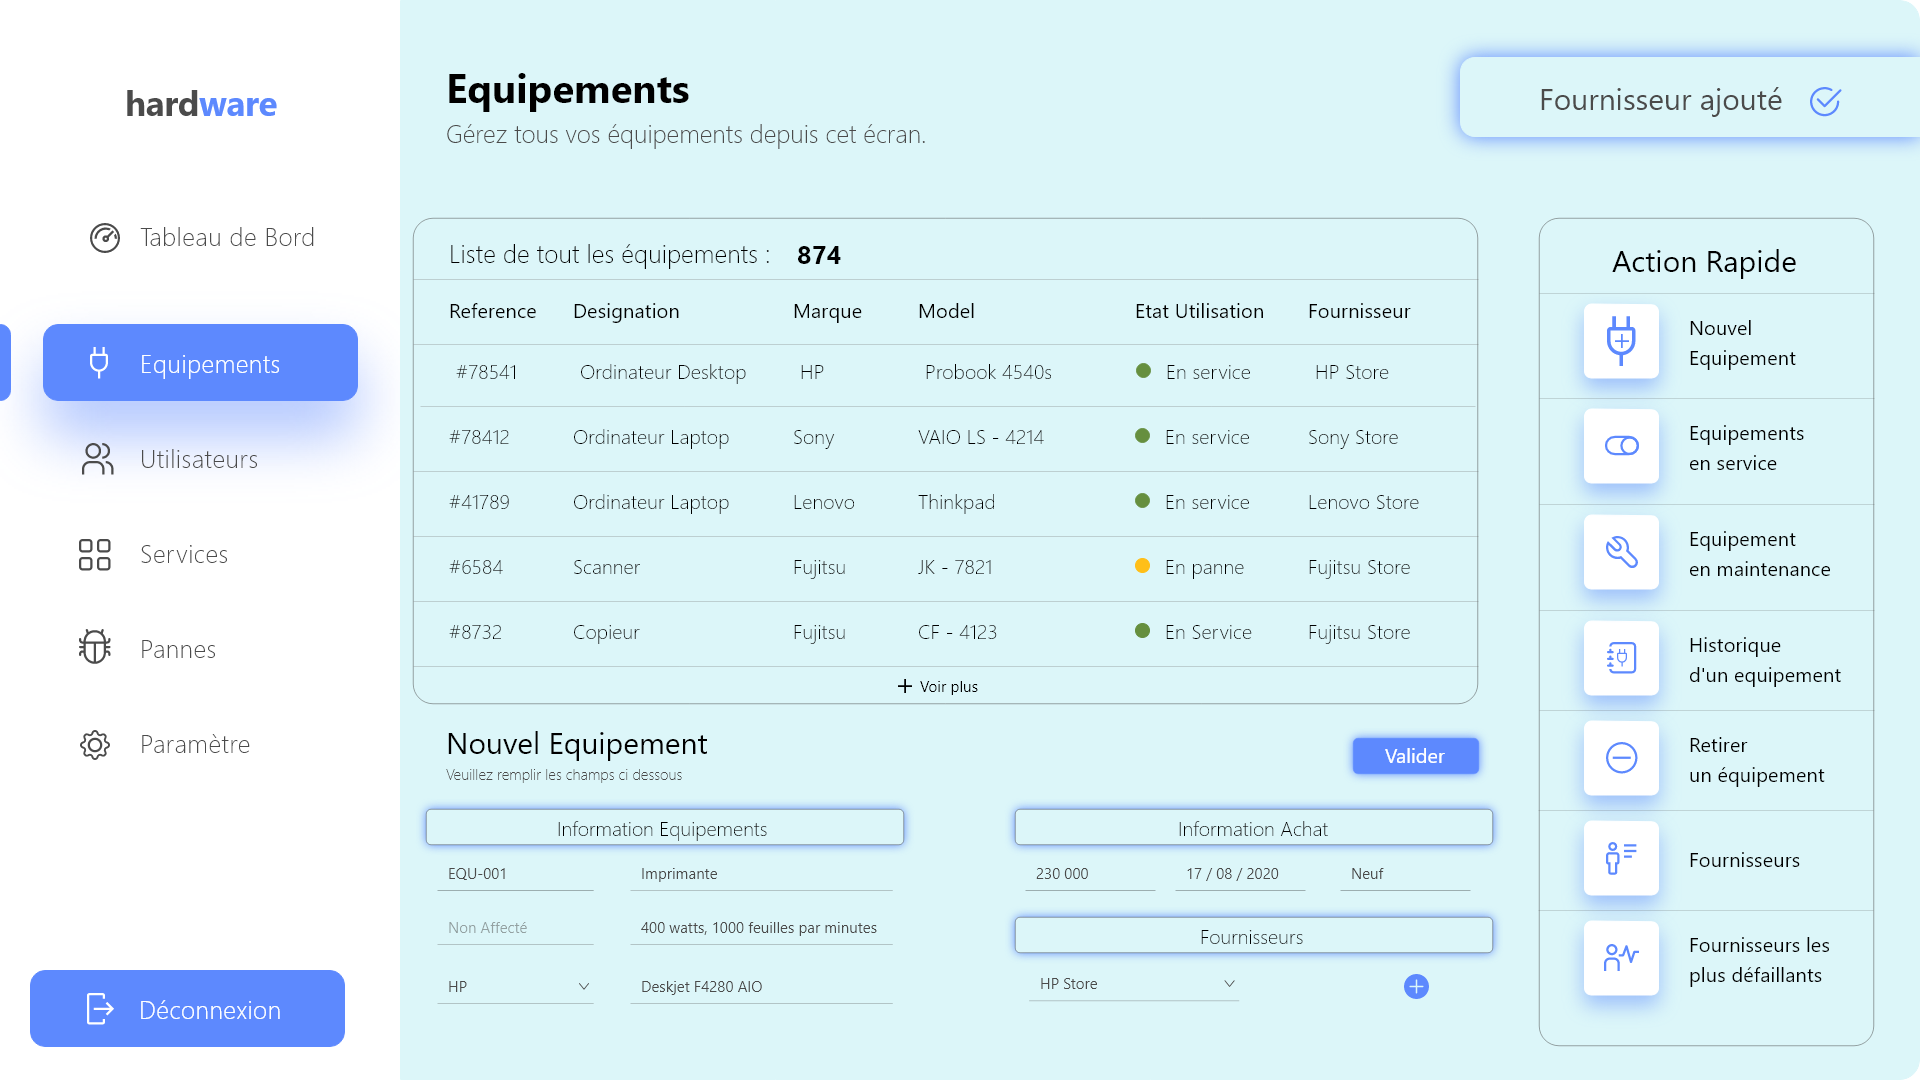 hardware
Tableau de Bord
Equipements
Utilisateurs
Services
Pannes
Paramètre
Déconnexion
Equipements
Gérez tous vos équipements depuis cet écran.
Fournisseur ajouté
Liste de tout les équipements : 874
Reference Designation Marque Model Etat Utilisation Fournisseur
#78541 Ordinateur Desktop HP Probook 4540s En service HP Store
#78412 Ordinateur Laptop Sony VAIO LS - 4214 En service Sony Store
#41789 Ordinateur Laptop Lenovo Thinkpad En service Lenovo Store
#6584 Scanner Fujitsu JK - 7821 En panne Fujitsu Store
#8732 Copieur Fujitsu CF - 4123 En Service Fujitsu Store
Voir plus
Nouvel Equipement
Veuillez remplir les champs ci dessous
Valider
Information Equipements
EQU-001 Imprimante
Non Affecté 400 watts, 1000 feuilles par minutes
HP Deskjet F4280 AIO
Information Achat
230 000 17 / 08 / 2020 Neuf
Fournisseurs
HP Store
Action Rapide
Nouvel
Equipement
Equipements
en service
Equipement
en maintenance
Historique
d'un equipement
Retirer
un équipement
Fournisseurs
Fournisseurs les
plus défaillants